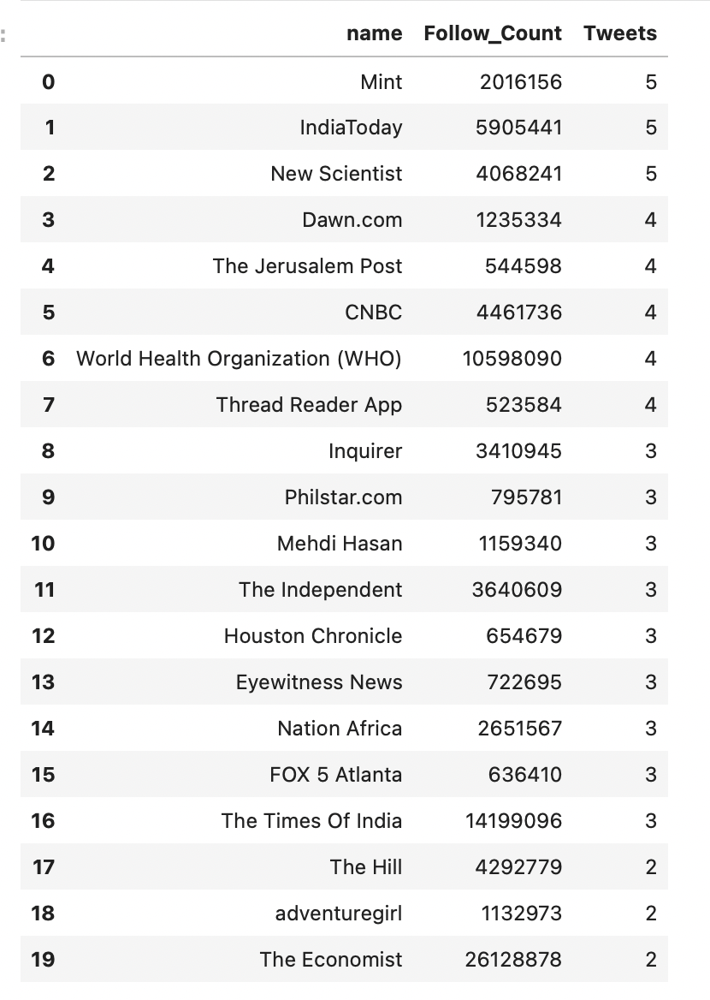 name Follow_Count Tweets
0 Mint 2016156 5
1 IndiaToday 5905441 5
2 New Scientist 4068241 5
3 Dawn.com 1235334 4
4 The Jerusalem Post 544598 4
5 CNBC 4461736 4
6 World Health Organization (WHO) 10598090 4
7 Thread Reader App 523584 4
8 Inquirer 3410945 3
9 Philstar.com 795781 3
10 Mehdi Hasan 1159340 3
11 The Independent 3640609 3
12 Houston Chronicle 654679 3
13 Eyewitness News 722695 3
14 Nation Africa 2651567 3
15 FOX 5 Atlanta 636410 3
16 The Times Of India 14199096 3
17 The Hill 4292779 2
18 adventuregirl 1132973 2
19 The Economist 26128878 2